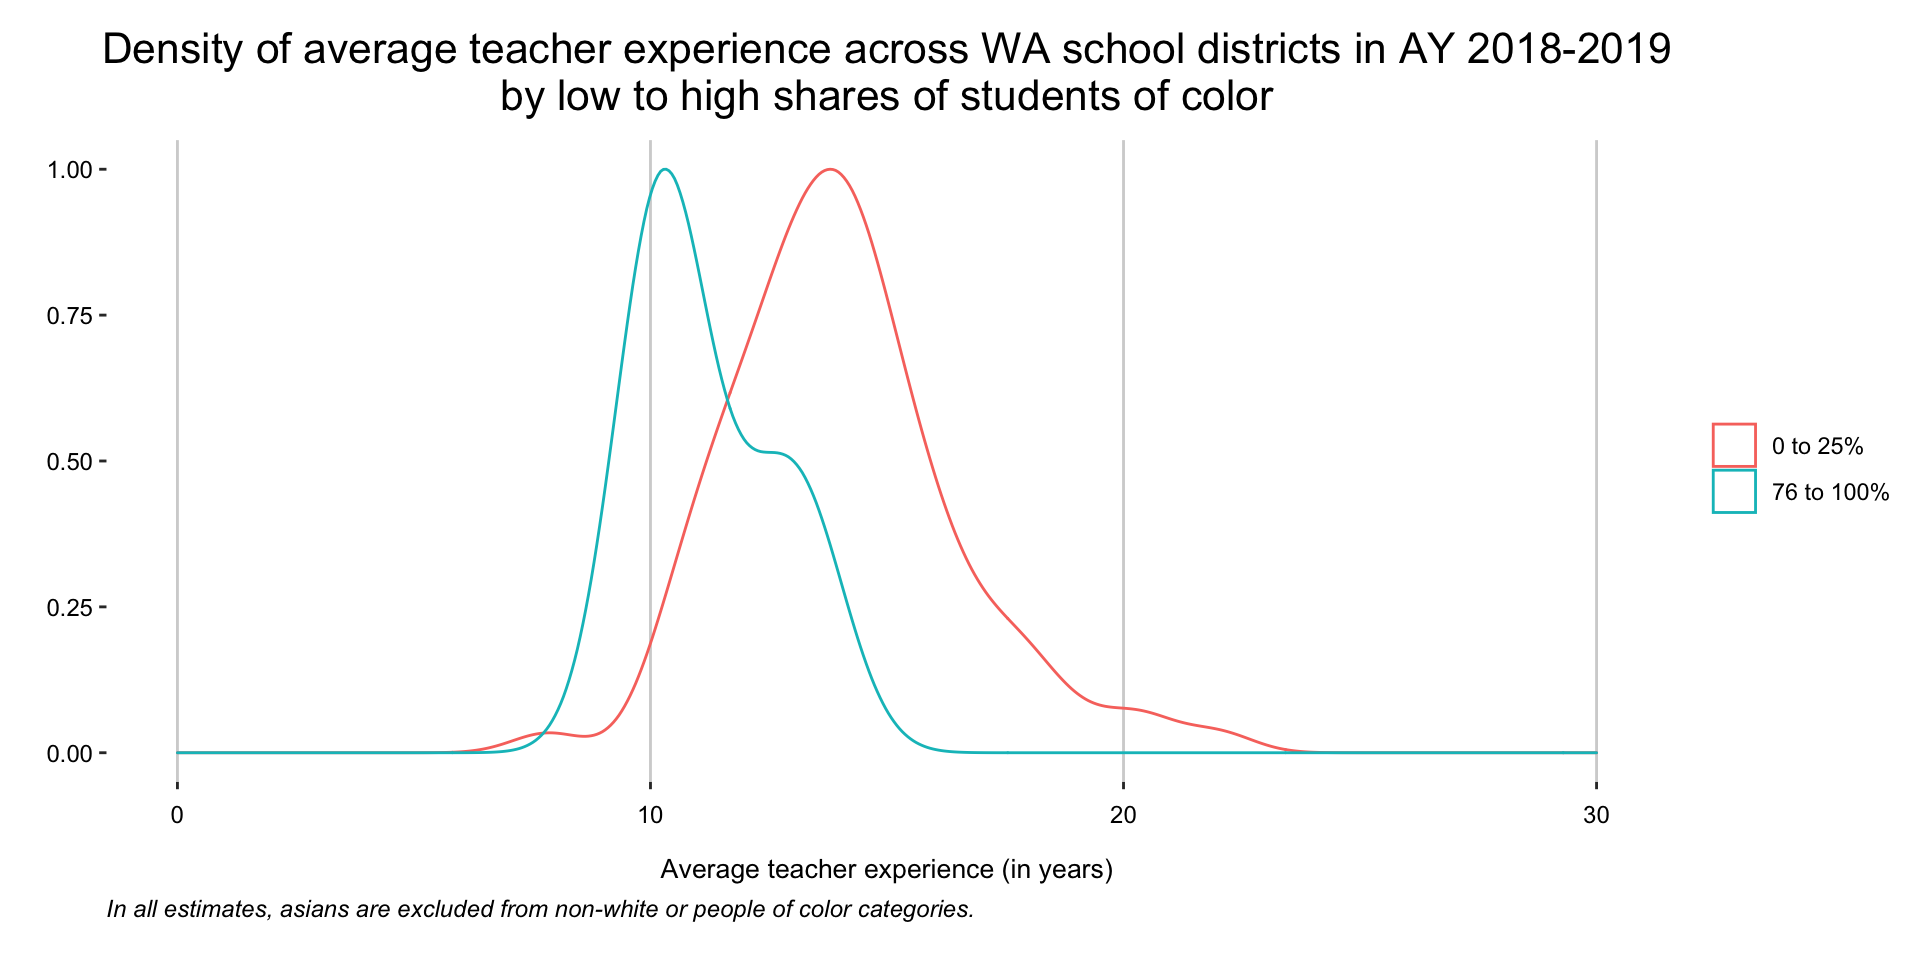 Density of average teacher experience across WA school districts in AY 2018-2019
by low to high shares of students of color
1.00
0.75
0.50
0.25
0.00
0 to 25%
76 to 100%
0 10 20 30
Average teacher experience (in years)
In all estimates, asians are excluded from non-white or people of color categories.